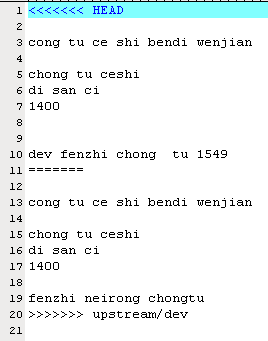 1 <<<<<<< HEAD
2
3 cong tu ce shi bendi wenjian
4
5 chong tu ceshi
6 di san ci
7 1400
8
9
10 dev fenzhi chong  tu 1549
11 =======
12
13 cong tu ce shi bendi wenjian
14
15 chong tu ceshi
16 di san ci
17 1400
18
19 fenzhi neirong chongtu
20 >>>>>>> upstream/dev
21